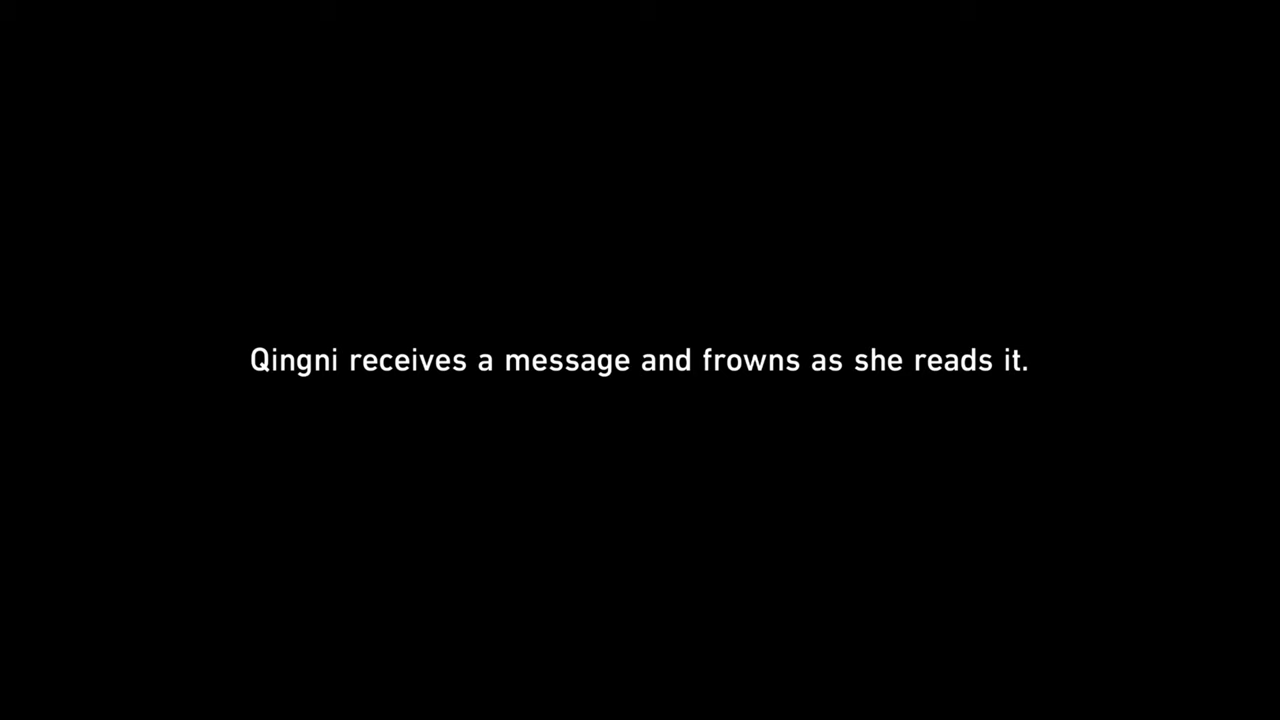 Qingni receives a message and frowns as she reads it.